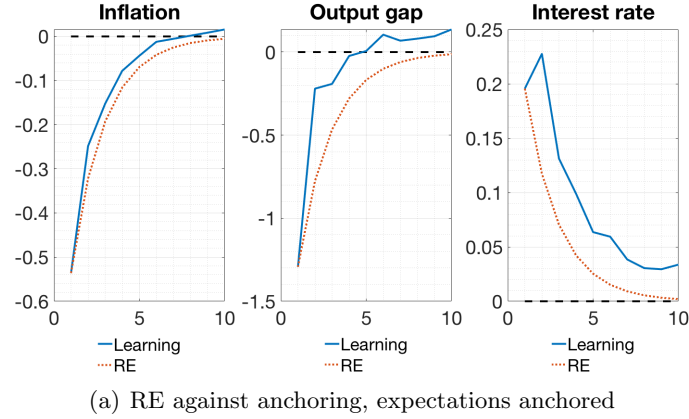 Inflation
0
-0.1
-0.2
-0.3
-0.4
-0.5
-0.6
0 5 10
Learning
RE
Output gap
0
-0.5
-1
-1.5
0 5 10
Learning
RE
Interest rate
0.25
0.2
0.15
0.1
0.05
0
0 5 10
Learning
RE
(a) RE against anchoring, expectations anchored